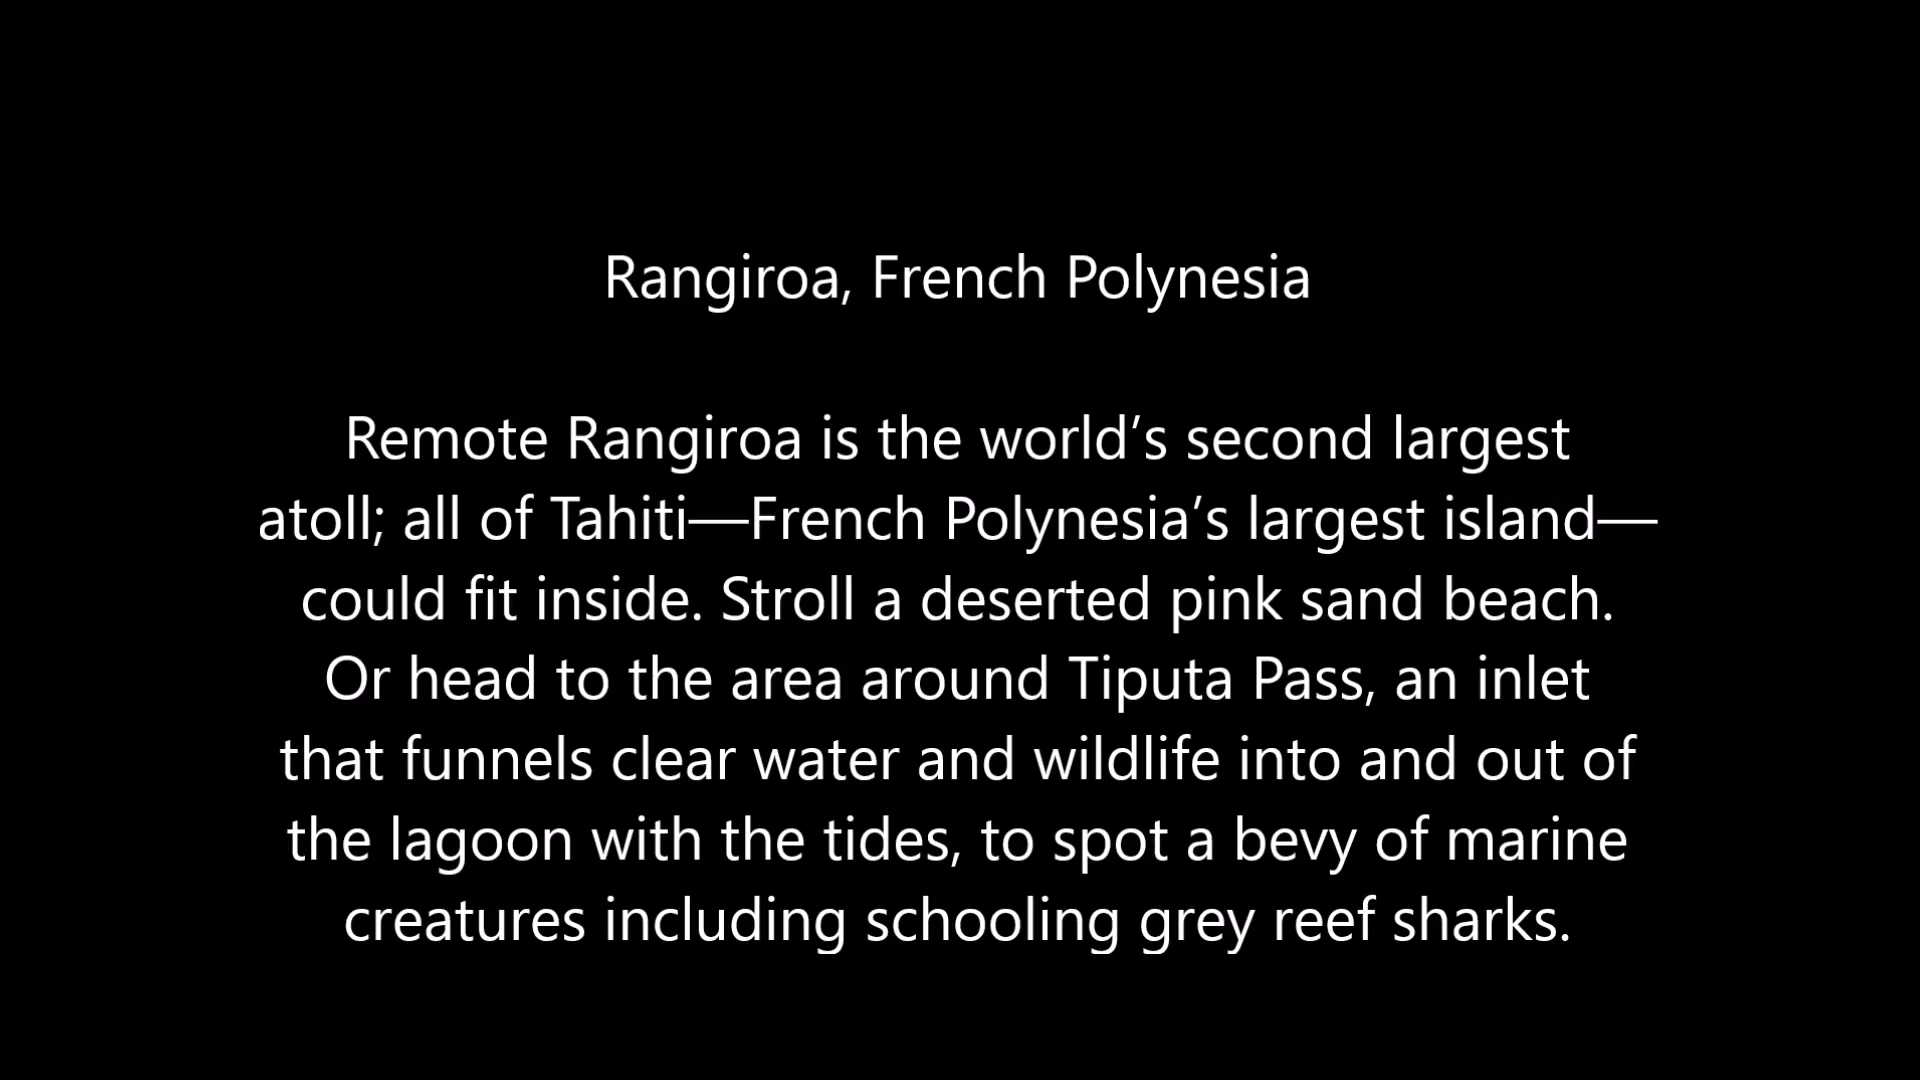 Rangiroa, French Polynesia
Remote Rangiroa is the world’s second largest
atoll; all of Tahiti—French Polynesia’s largest island—
could fit inside. Stroll a deserted pink sand beach.
Or head to the area around Tiputa Pass, an inlet
that funnels clear water and wildlife into and out of
the lagoon with the tides, to spot a bevy of marine
creatures including schooling grey reef sharks.